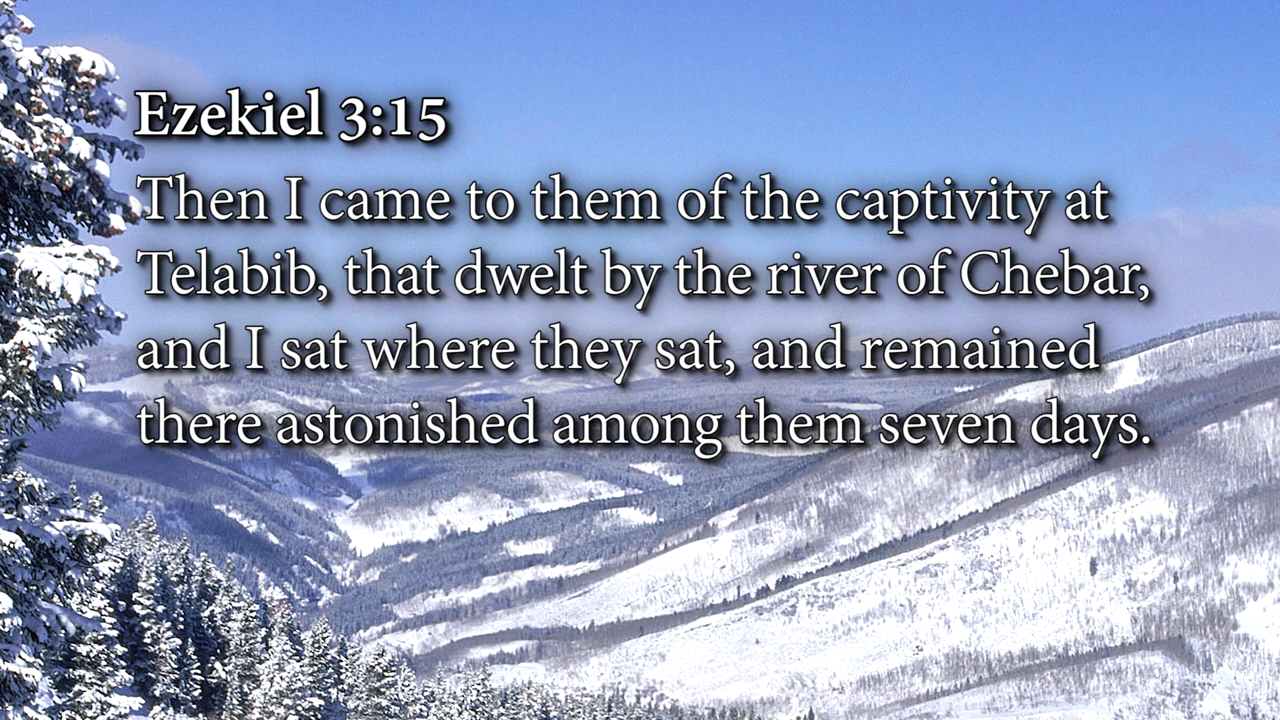 Ezekiel 3:15
Then I came to them of the captivity at
Telabib, that dwelt by the river of Chebar,
and I sat where they sat, and remained
there astonished among them seven days.